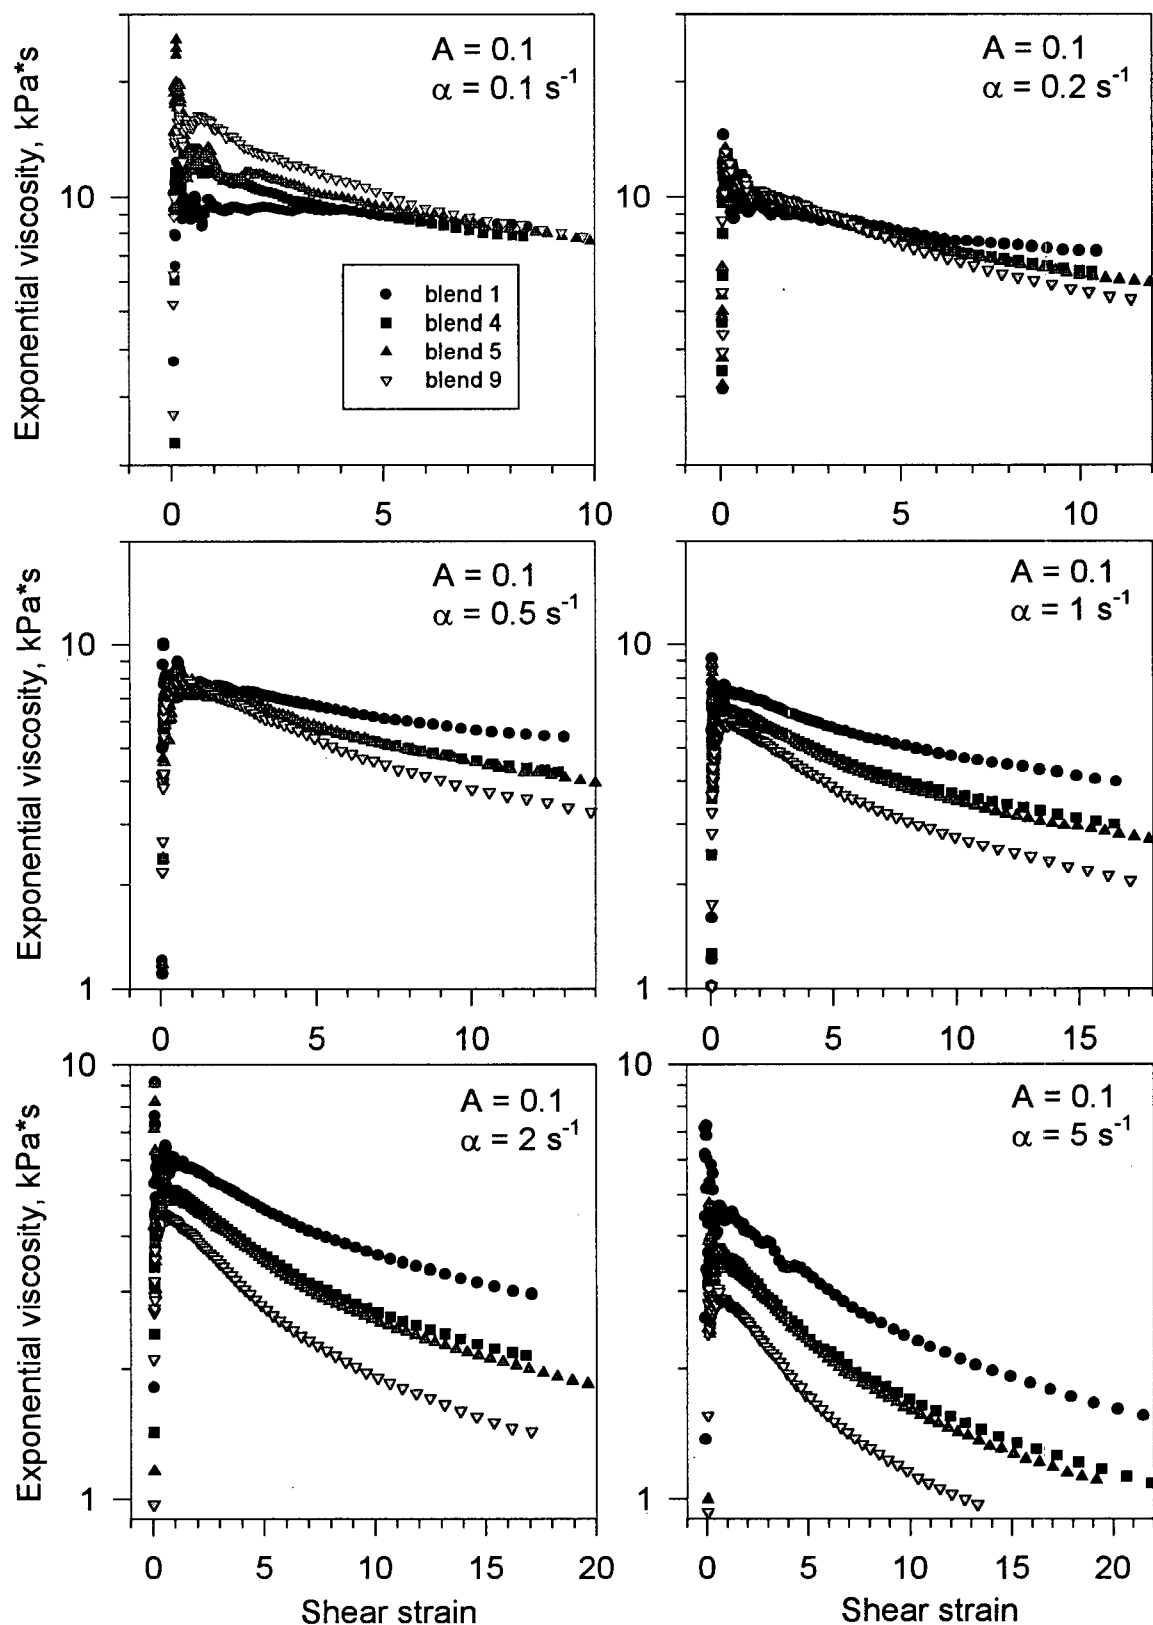 Exponential viscosity, kPa*s
10
A = 0.1
α = 0.1 s⁻¹
blend 1
blend 4
blend 5
blend 9
0 5 10
10
A = 0.1
α = 0.2 s⁻¹
0 5 10
Exponential viscosity, kPa*s
10
1
A = 0.1
α = 0.5 s⁻¹
0 5 10
10
1
A = 0.1
α = 1 s⁻¹
0 5 10 15
Exponential viscosity, kPa*s
10
1
A = 0.1
α = 2 s⁻¹
0 5 10 15 20
Shear strain
10
1
A = 0.1
α = 5 s⁻¹
0 5 10 15 20
Shear strain